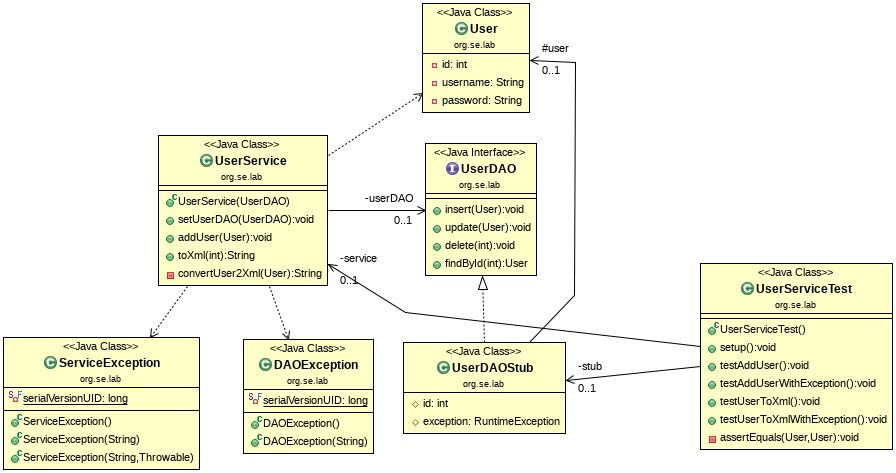 <<Java Class>>
User
org.se.lab
id: int
username: String
password: String
#user
0..1
<<Java Class>>
UserService
org.se.lab
UserService(UserDAO)
setUserDAO(UserDAO):void
addUser(User):void
toXml(int):String
convertUser2Xml(User):String
-userDAO
0..1
<<Java Interface>>
UserDAO
org.se.lab
insert(User):void
update(User):void
delete(int):void
findById(int):User
-service
0..1
<<Java Class>>
UserServiceTest
org.se.lab
UserServiceTest()
setup():void
testAddUser():void
testAddUserWithException():void
testUserToXml():void
testUserToXmlWithException():void
assertEquals(User,User):void
<<Java Class>>
ServiceException
org.se.lab
serialVersionUID: long
ServiceException()
ServiceException(String)
ServiceException(String,Throwable)
<<Java Class>>
DAOException
org.se.lab
serialVersionUID: long
DAOException()
DAOException(String)
<<Java Class>>
UserDAOStub
org.se.lab
id: int
exception: RuntimeException
-stub
0..1